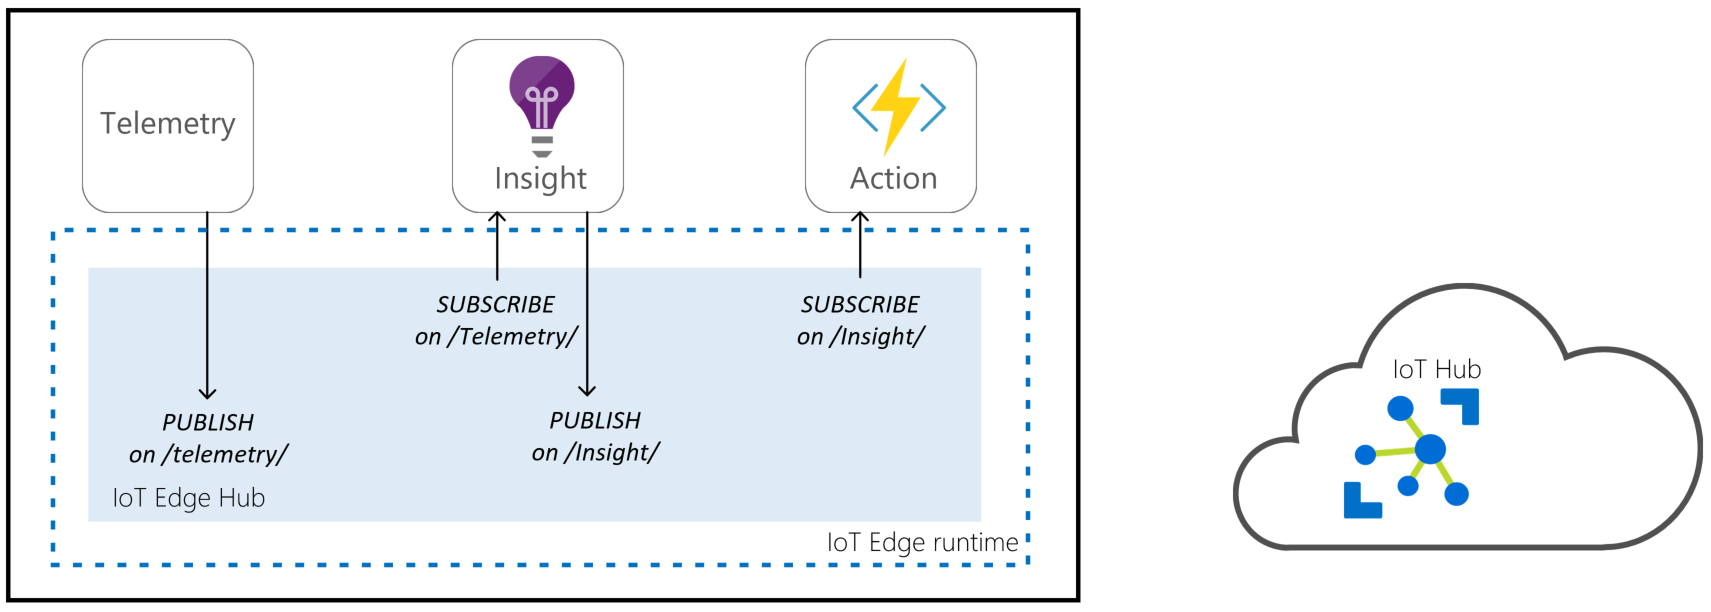 Telemetry
Insight
Action
SUBSCRIBE
on /Telemetry/
SUBSCRIBE
on /Insight/
PUBLISH
on /telemetry/
PUBLISH
on /Insight/
IoT Edge Hub
IoT Edge runtime
IoT Hub